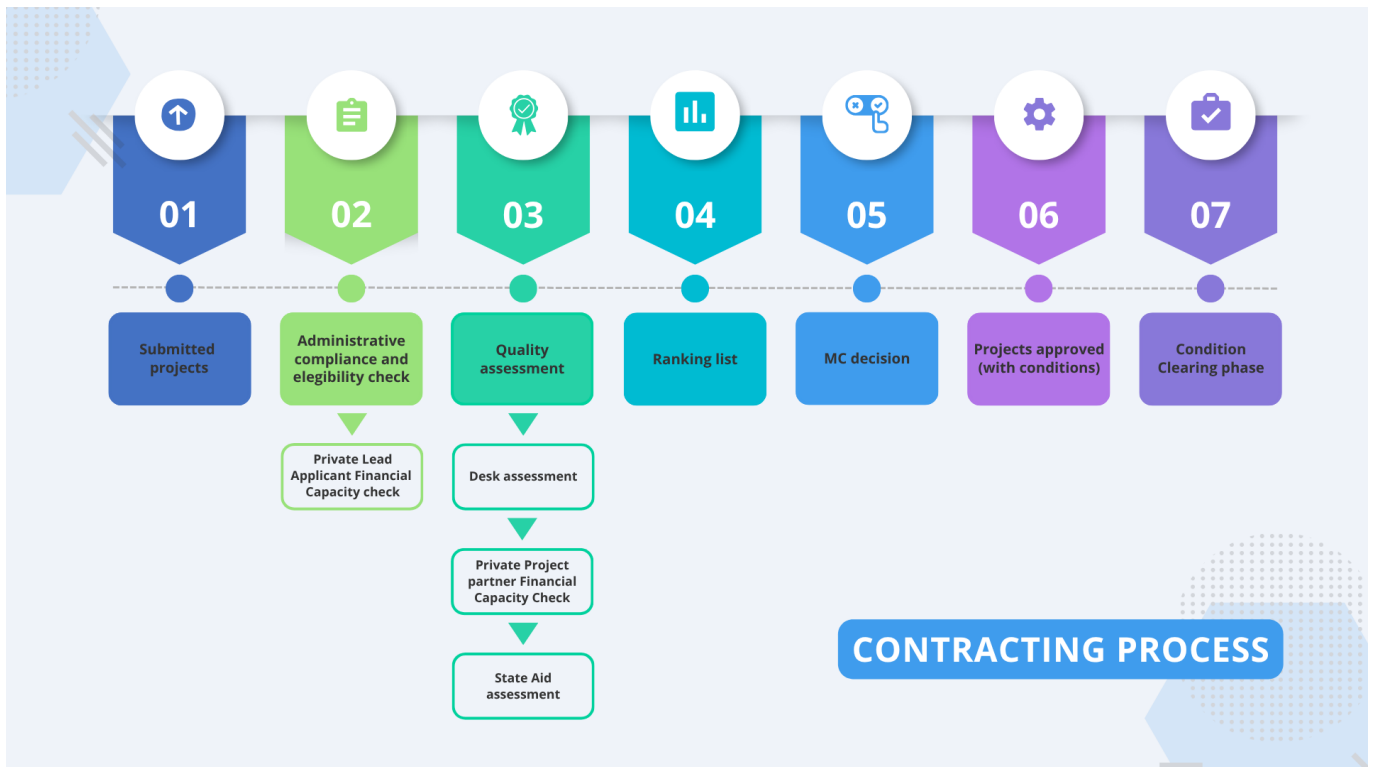 01
02
03
04
05
06
07
Submitted
projects
Administrative
compliance and
elegibility check
Quality
assessment
Ranking list
MC decision
Projects approved
(with conditions)
Condition
Clearing phase
Private Lead
Applicant Financial
Capacity check
Desk assessment
Private Project
partner Financial
Capacity Check
State Aid
assessment
CONTRACTING PROCESS